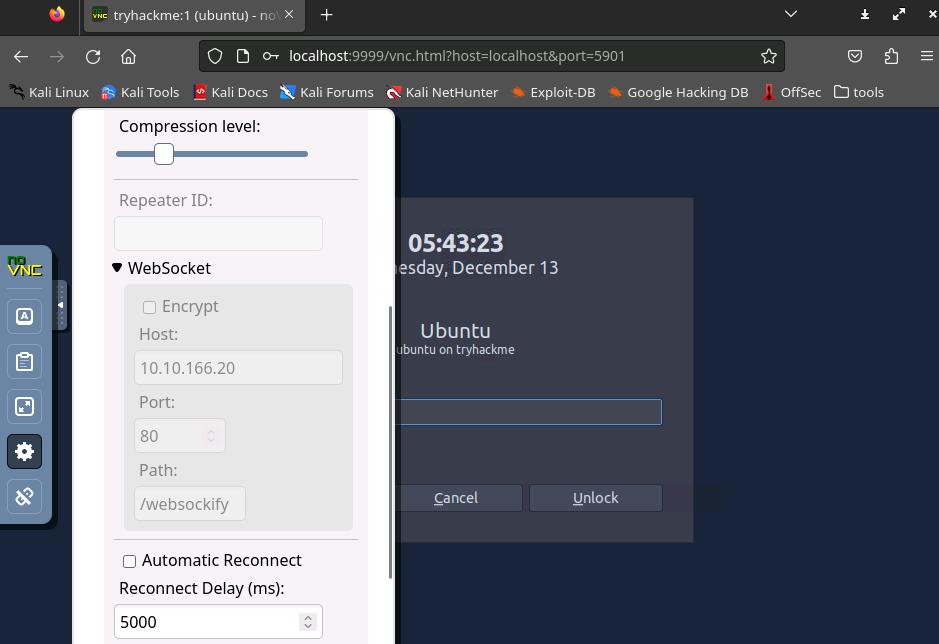 tryhackme:1 (ubuntu) - noV
localhost:9999/vnc.html?host=localhost&port=5901
Kali Linux Kali Tools Kali Docs Kali Forums Kali NetHunter Exploit-DB Google Hacking DB OffSec tools
no
VNC
A
Compression level:
Repeater ID:
WebSocket
Encrypt
Host:
10.10.166.20
Port:
80
Path:
/websockify
Automatic Reconnect
Reconnect Delay (ms):
5000
05:43:23
nesday, December 13
Ubuntu
ubuntu on tryhackme
Cancel Unlock